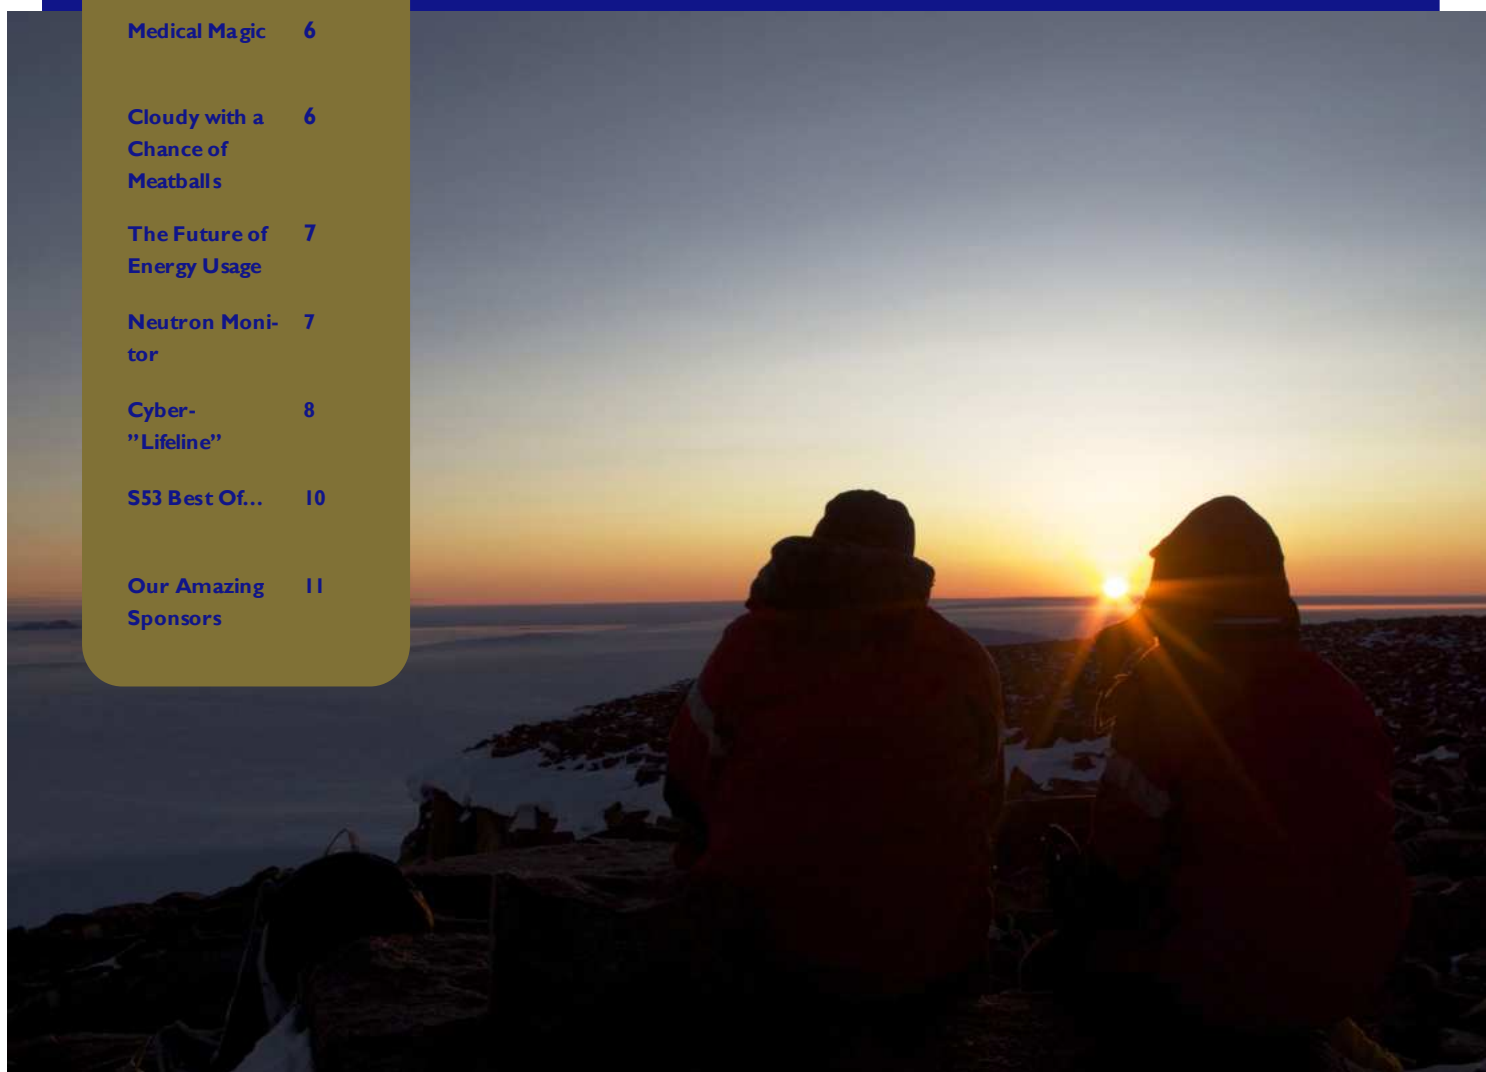 Medical Magic 6
Cloudy with a 6
Chance of
Meatballs
The Future of 7
Energy Usage
Neutron Moni- 7
tor
Cyber- 8
”Lifeline”
S53 Best Of... 10
Our Amazing 11
Sponsors